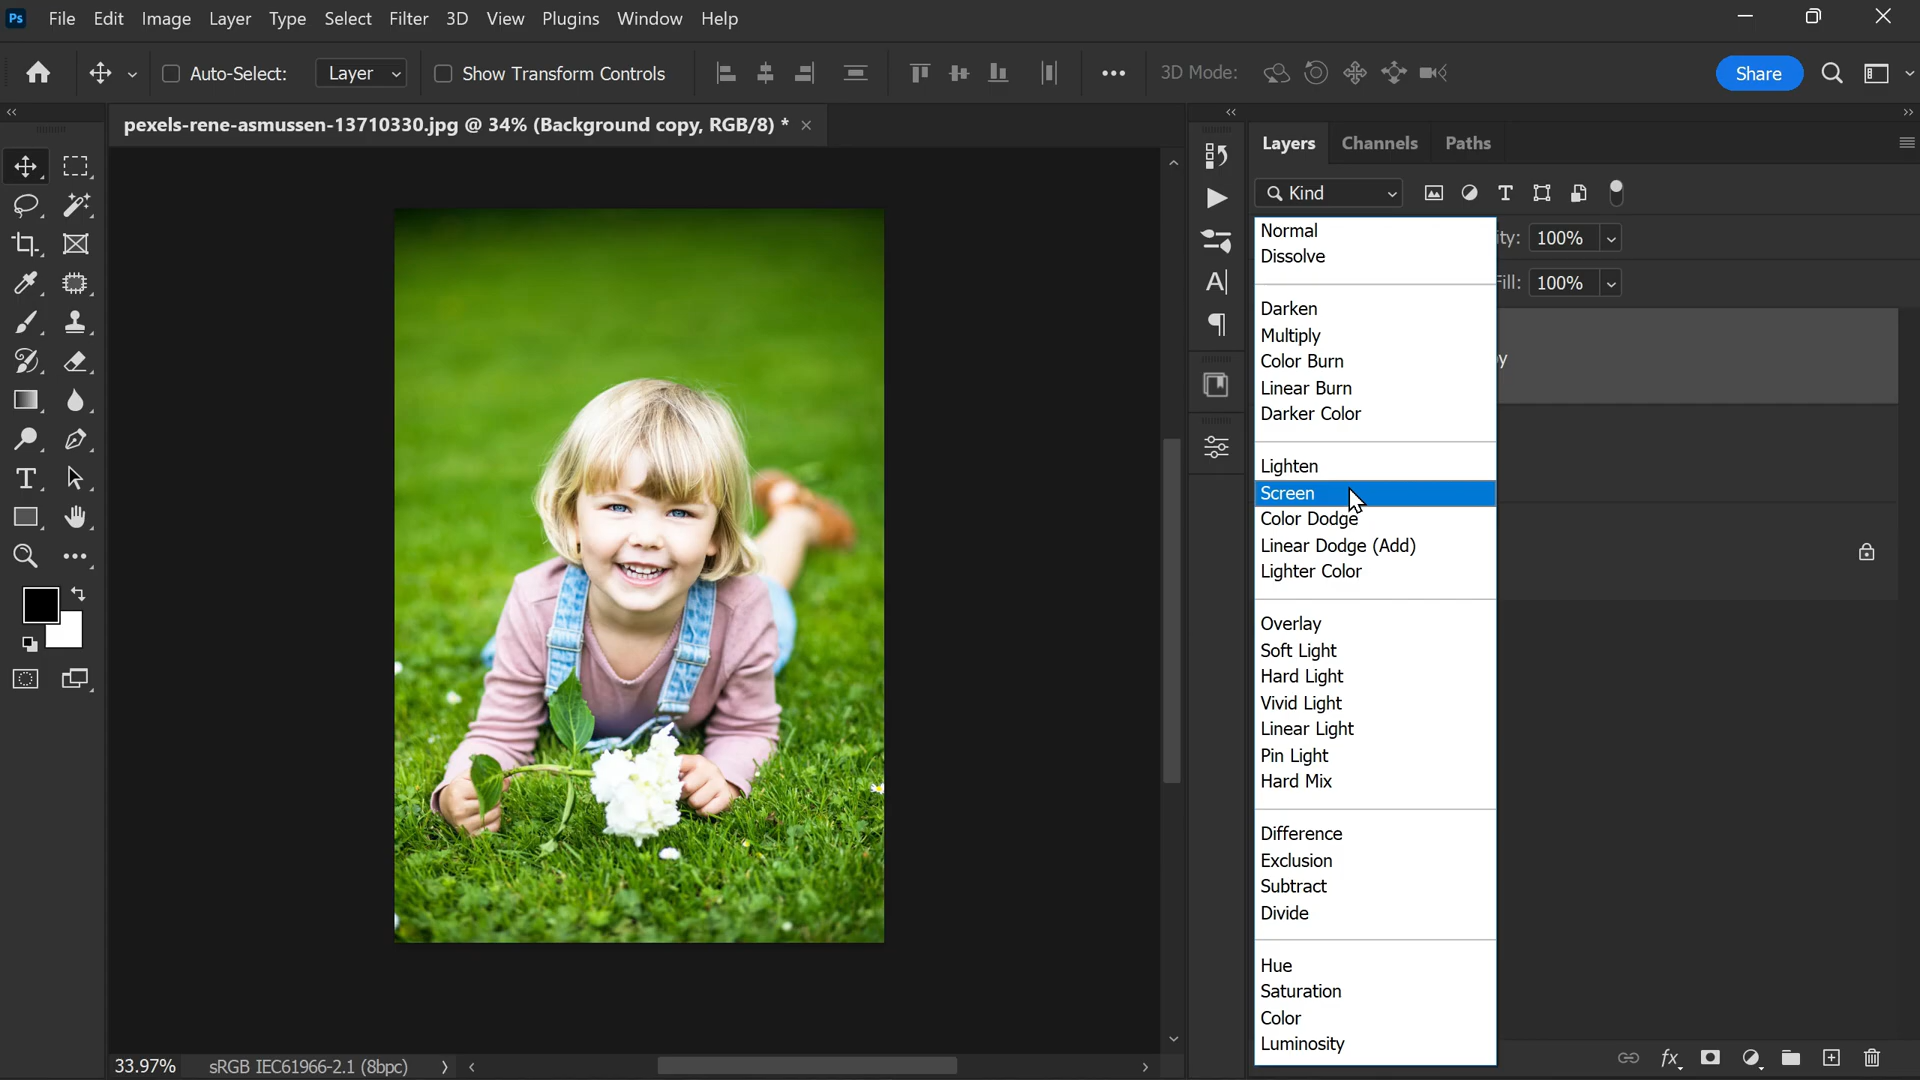 Ps File Edit Image Layer Type Select Filter 3D View Plugins Window Help
Auto-Select: Layer Show Transform Controls 3D Mode: Share
pexels-rene-asmussen-13710330.jpg @ 34% (Background copy, RGB/8) *
Layers Channels Paths
Kind
Normal
ity: 100%
Dissolve
Fill: 100%
Darken
Multiply
Color Burn
y
Linear Burn
Darker Color
Lighten
Screen
Color Dodge
Linear Dodge (Add)
Lighter Color
Overlay
Soft Light
Hard Light
Vivid Light
Linear Light
Pin Light
Hard Mix
Difference
Exclusion
Subtract
Divide
Hue
Saturation
Color
Luminosity
33.97% sRGB IEC61966-2.1 (8bpc)
fx